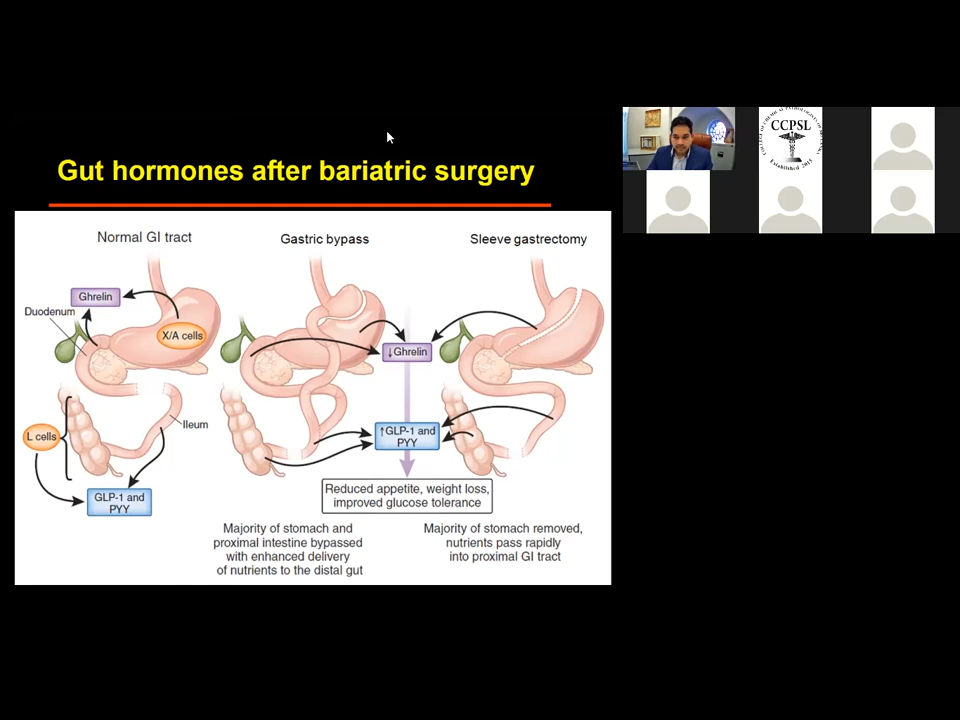 Gut hormones after bariatric surgery
Normal GI tract
Gastric bypass
Sleeve gastrectomy
Ghrelin
Duodenum
X/A cells
↓Ghrelin
Ileum
L cells
↑GLP-1 and
PYY
GLP-1 and
PYY
Reduced appetite, weight loss,
improved glucose tolerance
Majority of stomach and
proximal intestine bypassed
with enhanced delivery
of nutrients to the distal gut
Majority of stomach removed,
nutrients pass rapidly
into proximal GI tract
CCPSL
Established 2015